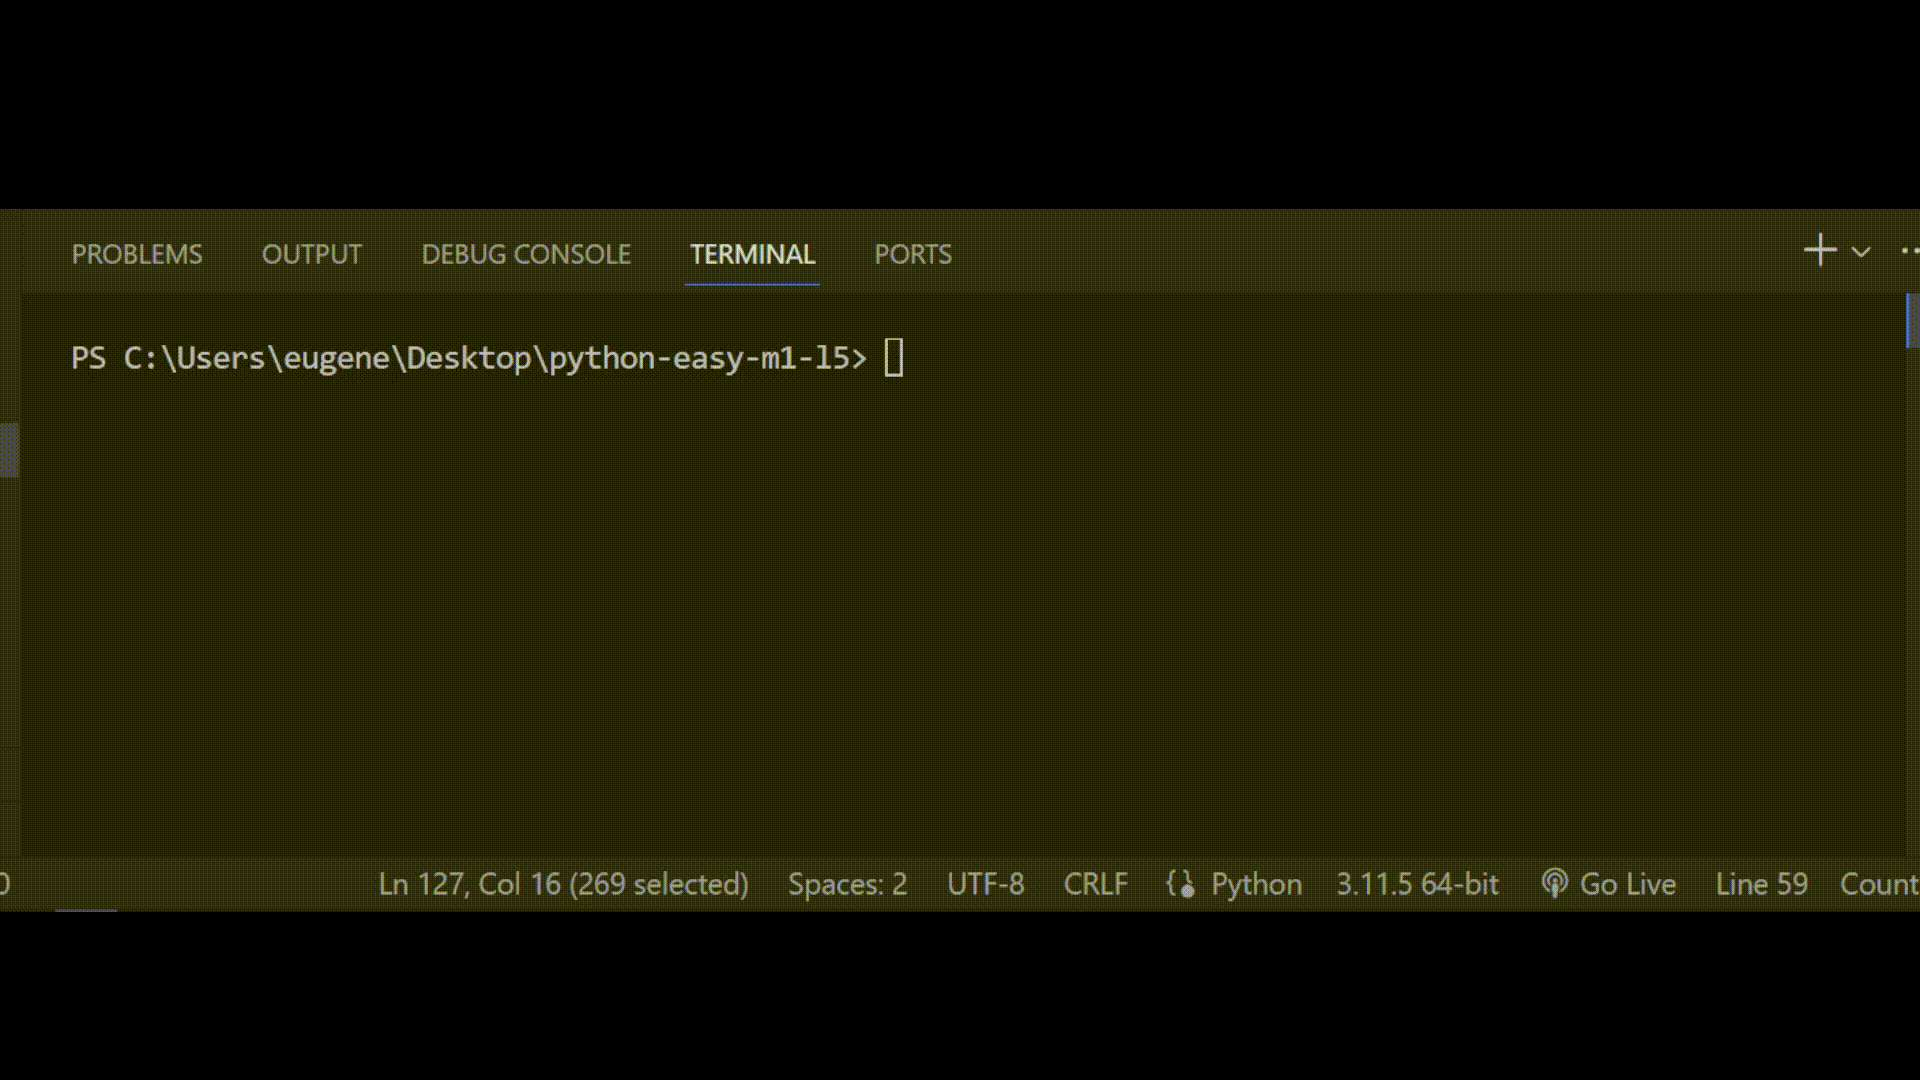 PROBLEMS OUTPUT DEBUG CONSOLE TERMINAL PORTS
PS C:\Users\eugene\Desktop\python-easy-m1-l5>
Ln 127, Col 16 (269 selected) Spaces: 2 UTF-8 CRLF Python 3.11.5 64-bit Go Live Line 59 Count